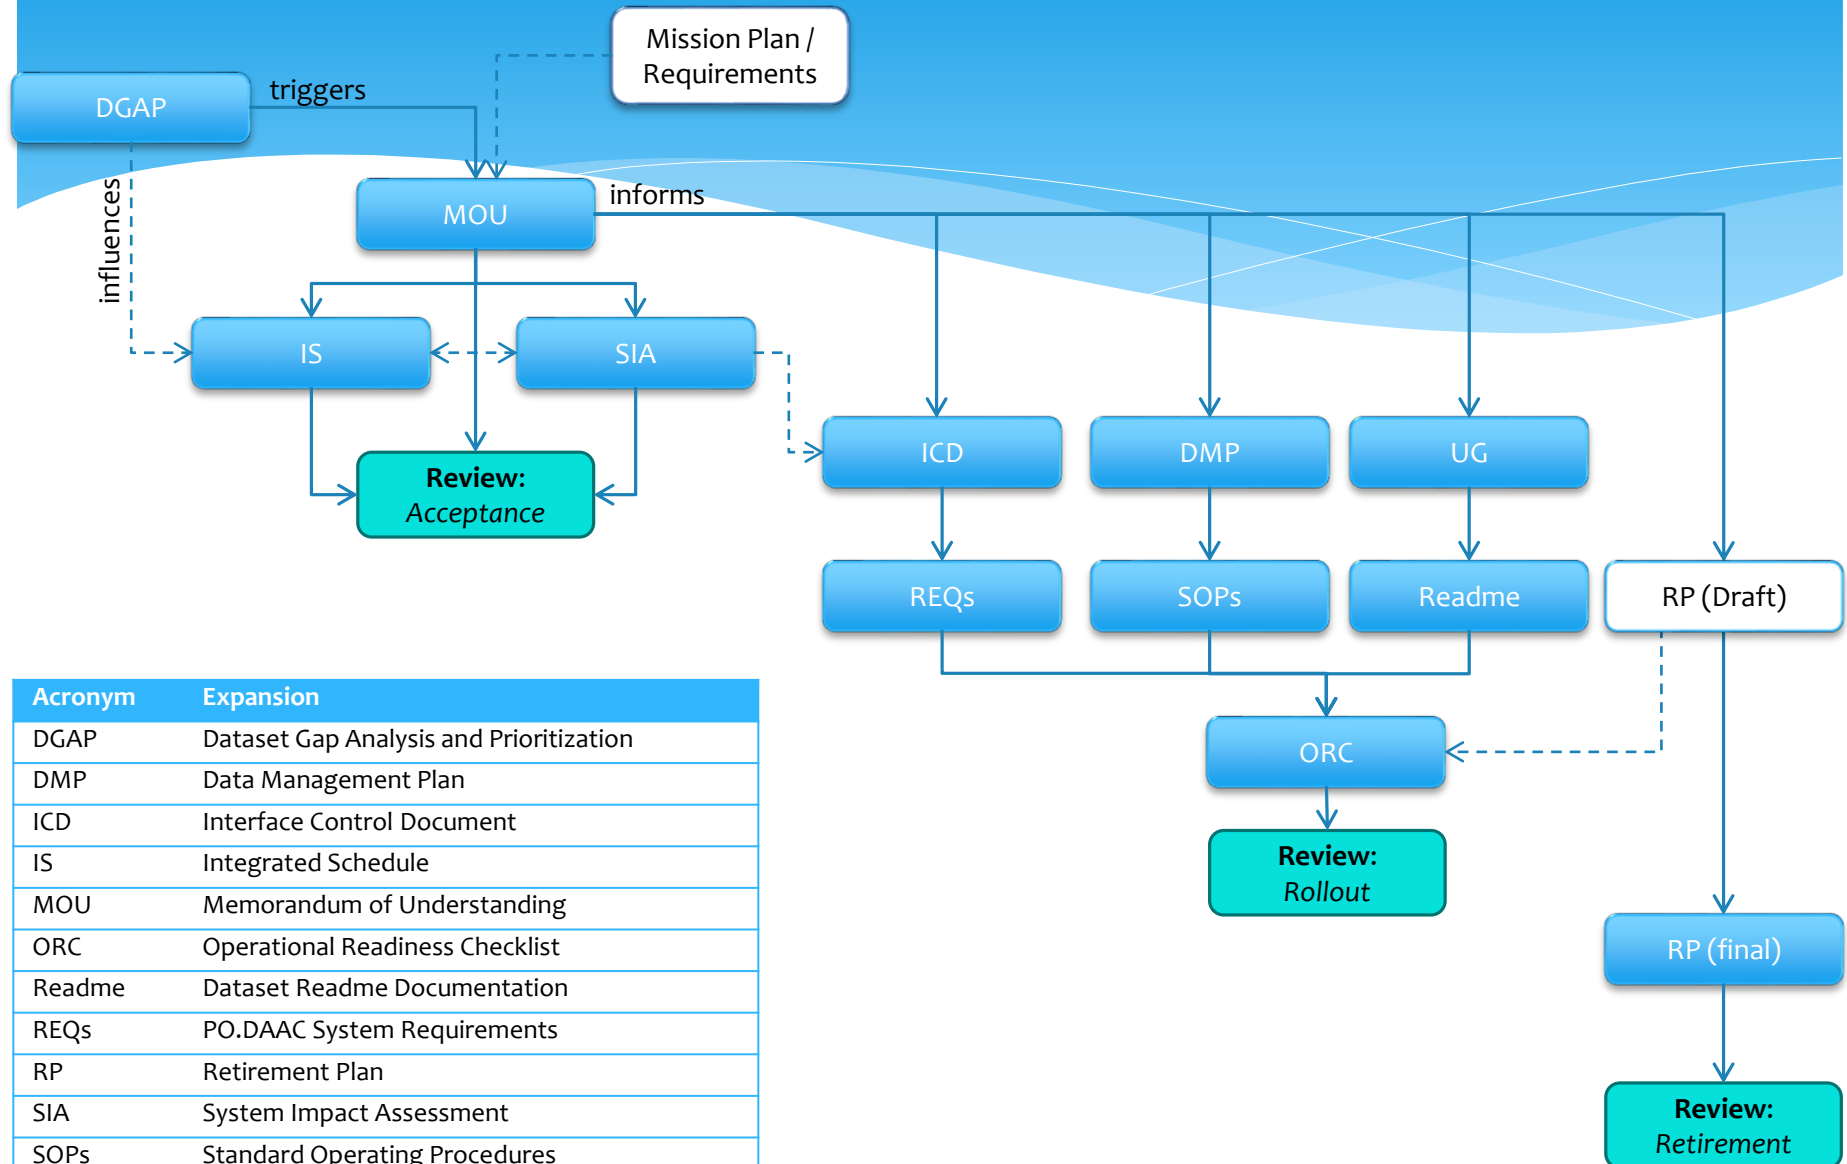 Mission Plan /
Requirements
DGAP
triggers
influences
MOU
informs
IS
SIA
Review:
Acceptance
ICD
DMP
UG
REQs
SOPs
Readme
RP (Draft)
ORC
Review:
Rollout
RP (final)
Review:
Retirement
Acronym Expansion
DGAP Dataset Gap Analysis and Prioritization
DMP Data Management Plan
ICD Interface Control Document
IS Integrated Schedule
MOU Memorandum of Understanding
ORC Operational Readiness Checklist
Readme Dataset Readme Documentation
REQs PO.DAAC System Requirements
RP Retirement Plan
SIA System Impact Assessment
SOPs Standard Operating Procedures